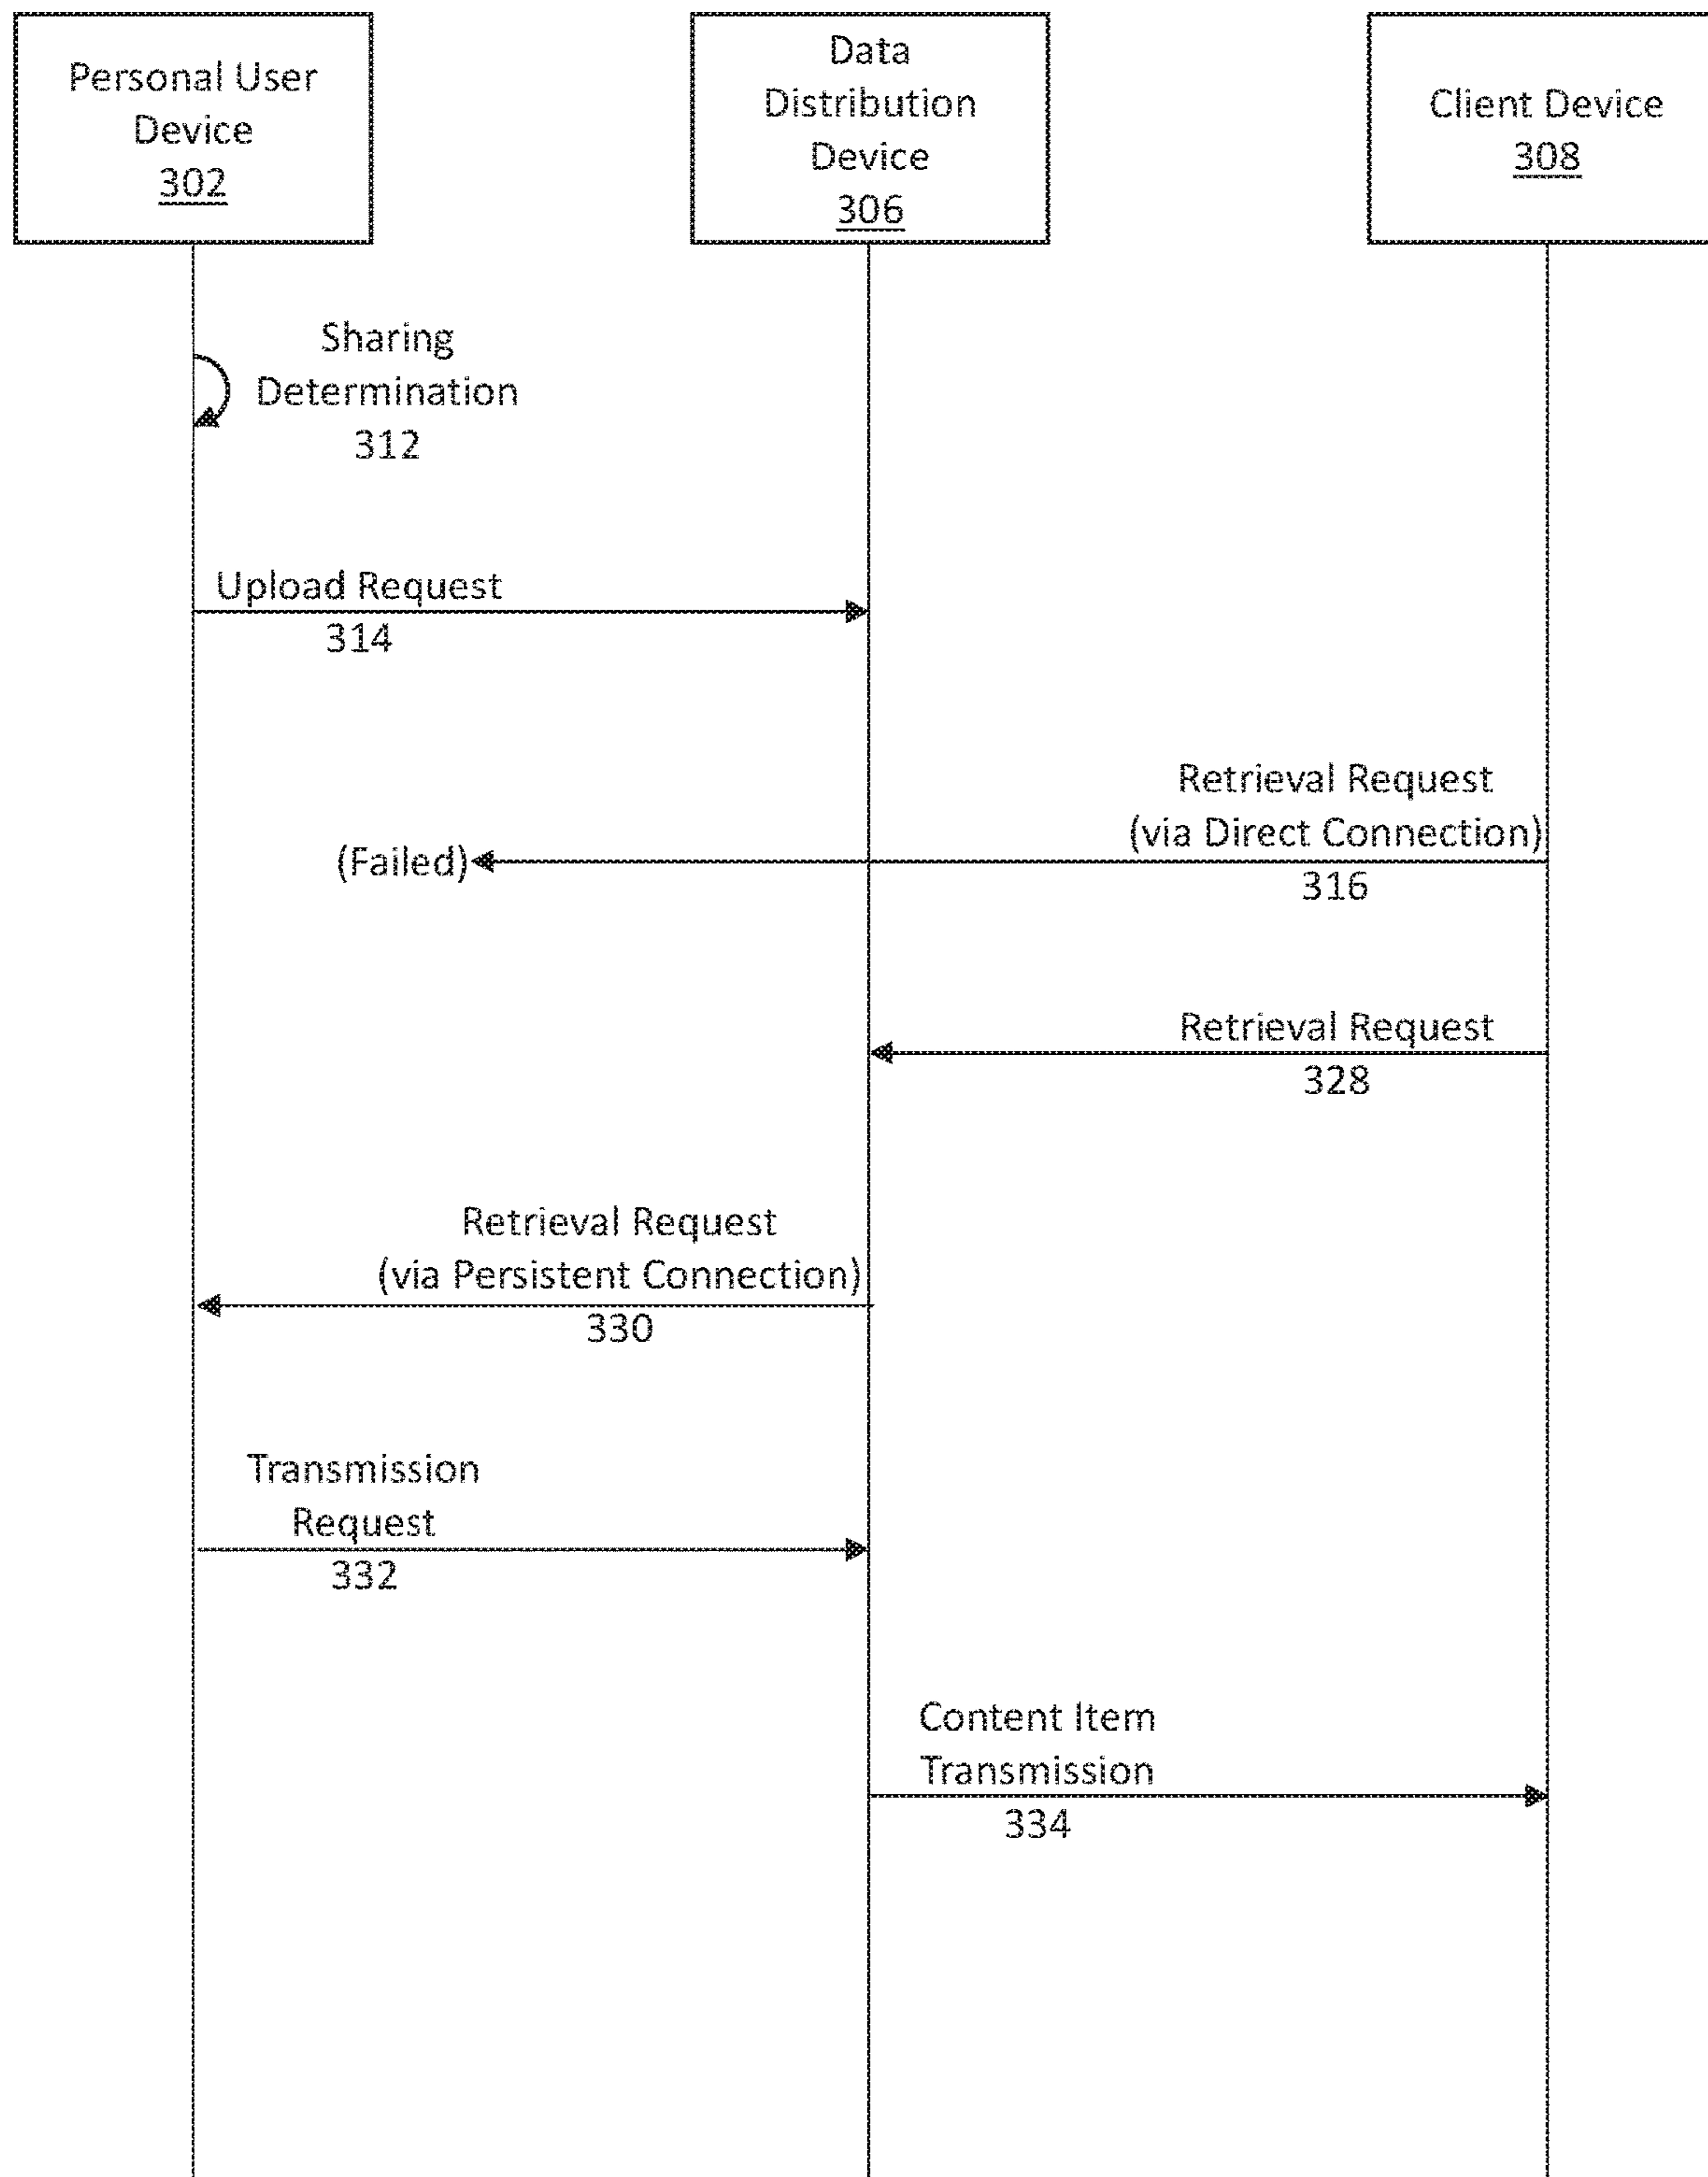 Personal User
Device
302
Data
Distribution
Device
306
Client Device
308
Sharing
Determination
312
Upload Request
314
Retrieval Request
(via Direct Connection)
(Failed)
316
Retrieval Request
328
Retrieval Request
(via Persistent Connection)
330
Transmission
Request
332
Content Item
Transmission
334